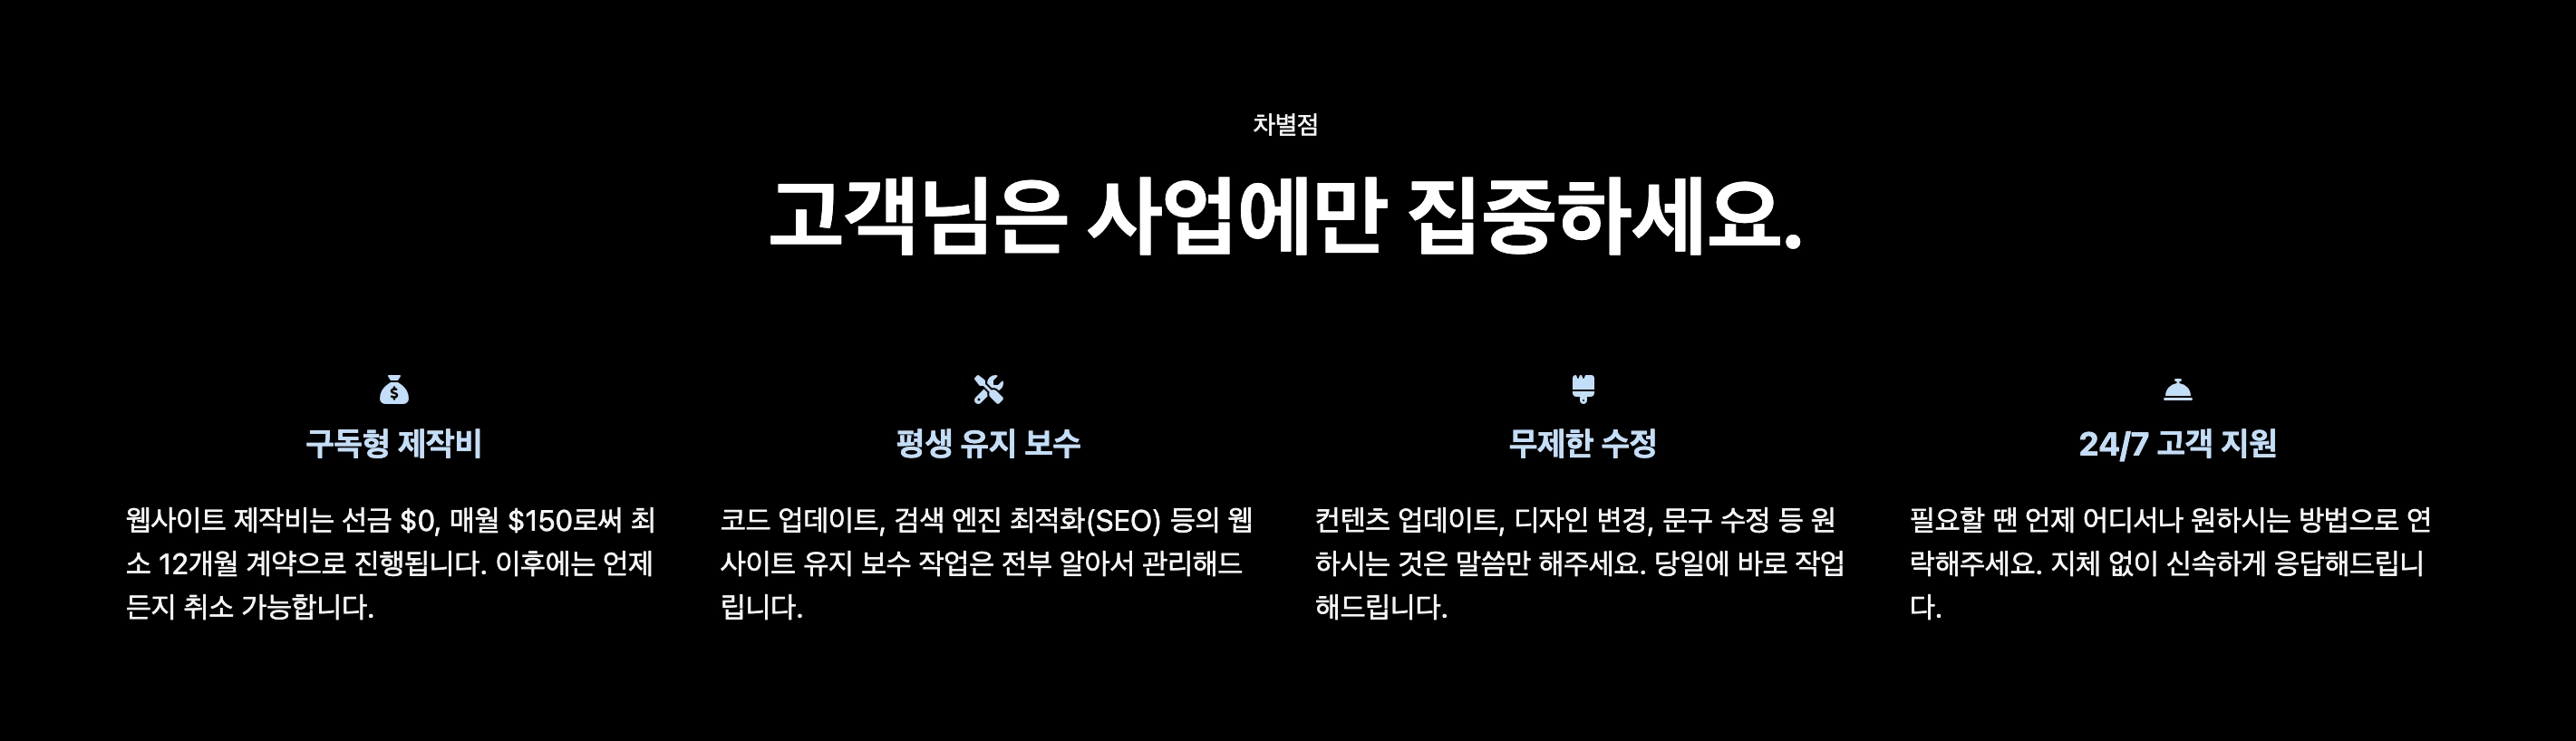 차별점
고객님은 사업에만 집중하세요.
구독형 제작비
웹사이트 제작비는 선금 $0, 매월 $150로써 최
소 12개월 계약으로 진행됩니다. 이후에는 언제
든지 취소 가능합니다.
평생 유지 보수
코드 업데이트, 검색 엔진 최적화(SEO) 등의 웹
사이트 유지 보수 작업은 전부 알아서 관리해드
립니다.
무제한 수정
컨텐츠 업데이트, 디자인 변경, 문구 수정 등 원
하시는 것은 말씀만 해주세요. 당일에 바로 작업
해드립니다.
24/7 고객 지원
필요할 땐 언제 어디서나 원하시는 방법으로 연
락해주세요. 지체 없이 신속하게 응답해드립니
다.